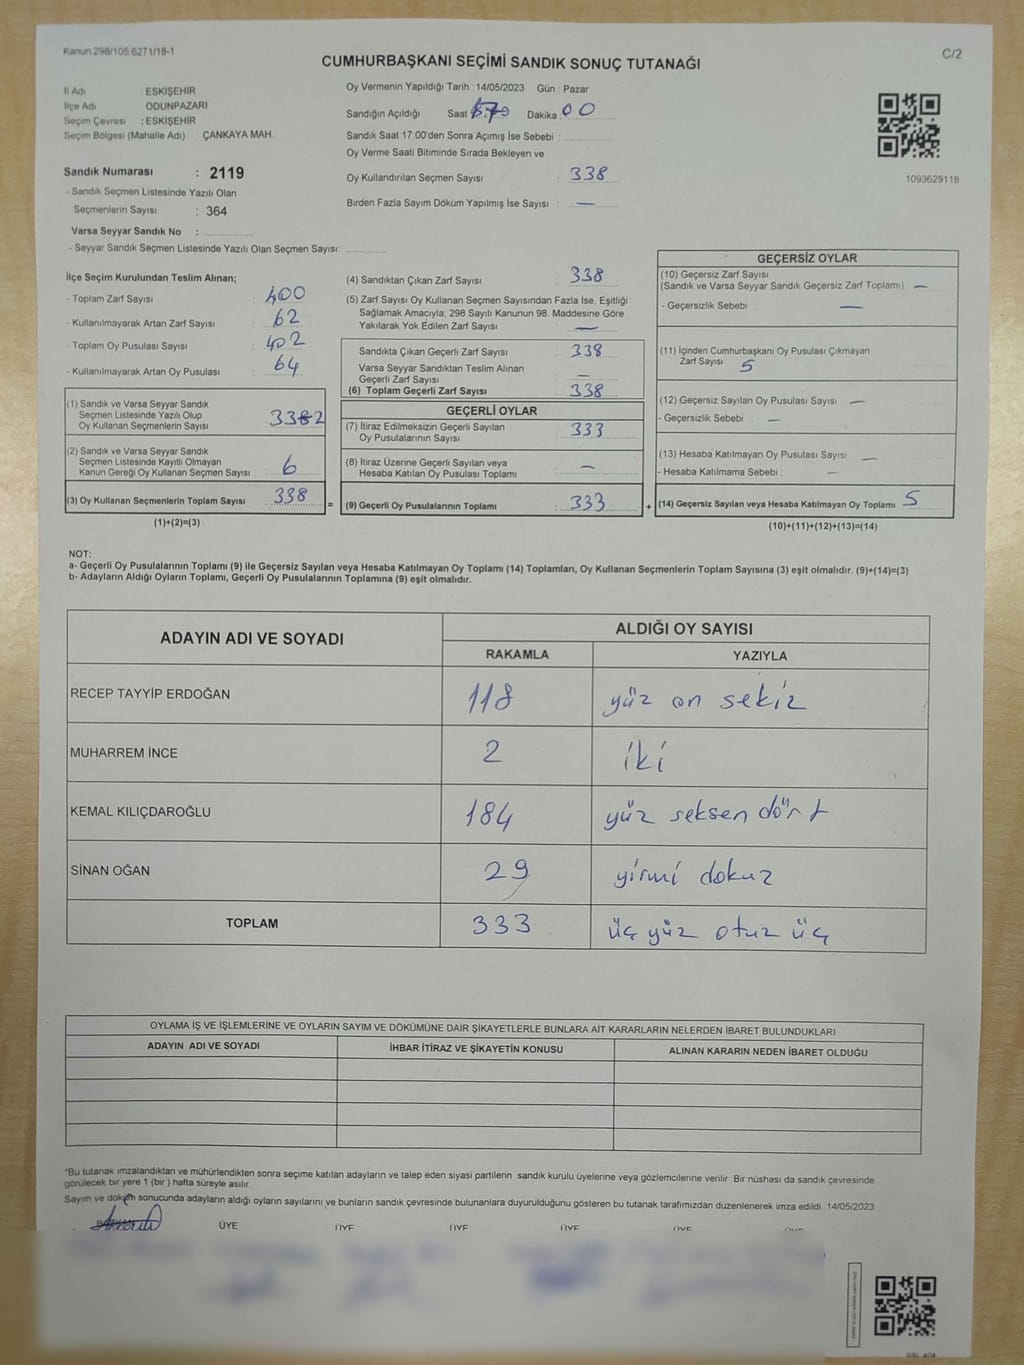 Kanun.298/105.6271/18-1
C/2
CUMHURBAŞKANI SEÇİMİ SANDIK SONUÇ TUTANAĞI
İl Adı : ESKİŞEHİR
İlçe Adı : ODUNPAZARI
Seçim Çevresi : ESKİŞEHİR
Seçim Bölgesi (Mahalle Adı) : ÇANKAYA MAH.
Oy Vermenin Yapıldığı Tarih : 14/05/2023 Gün : Pazar
Sandığın Açıldığı Saat Dakika : 00
Sandık Saat 17:00'den Sonra Açımış İse Sebebi :
Oy Verme Saati Bitiminde Sırada Bekleyen ve
Oy Kullandırılan Seçmen Sayısı : 338
Birden Fazla Sayım Döküm Yapılmış İse Sayısı : —
1093629118
Sandık Numarası : 2119
- Sandık Seçmen Listesinde Yazılı Olan
Seçmenlerin Sayısı : 364
Varsa Seyyar Sandık No :
- Seyyar Sandık Seçmen Listesinde Yazılı Olan Seçmen Sayısı:
İlçe Seçim Kurulundan Teslim Alınan;
- Toplam Zarf Sayısı : 400
- Kullanılmayarak Artan Zarf Sayısı : 62
- Toplam Oy Pusulası Sayısı : 402
- Kullanılmayarak Artan Oy Pusulası : 64
(1) Sandık ve Varsa Seyyar Sandık
Seçmen Listesinde Yazılı Olup
Oy Kullanan Seçmenlerin Sayısı : 3382
(2) Sandık ve Varsa Seyyar Sandık
Seçmen Listesinde Kayıtlı Olmayan
Kanun Gereği Oy Kullanan Seçmen Sayısı : 6
(3) Oy Kullanan Seçmenlerin Toplam Sayısı : 338
(1)+(2)=(3)
(4) Sandıktan Çıkan Zarf Sayısı : 338
(5) Zarf Sayısı Oy Kullanan Seçmen Sayısından Fazla İse, Eşitliği
Sağlamak Amacıyla, 298 Sayılı Kanunun 98. Maddesine Göre
Yakılarak Yok Edilen Zarf Sayısı : —
Sandıkta Çıkan Geçerli Zarf Sayısı : 338
Varsa Seyyar Sandıktan Teslim Alınan
Geçerli Zarf Sayısı : —
(6) Toplam Geçerli Zarf Sayısı : 338
GEÇERLİ OYLAR
(7) İtiraz Edilmeksizin Geçerli Sayılan
Oy Pusulalarının Sayısı : 333
(8) İtiraz Üzerine Geçerli Sayılan veya
Hesaba Katılan Oy Pusulası Toplamı : —
= (9) Geçerli Oy Pusulalarının Toplamı : 333 +
GEÇERSİZ OYLAR
(10) Geçersiz Zarf Sayısı
(Sandık ve Varsa Seyyar Sandık Geçersiz Zarf Toplamı) —
- Geçersizlik Sebebi : —
(11) İçinden Cumhurbaşkanı Oy Pusulası Çıkmayan
Zarf Sayısı 5
(12) Geçersiz Sayılan Oy Pusulası Sayısı —
- Geçersizlik Sebebi : —
(13) Hesaba Katılmayan Oy Pusulası Sayısı —
- Hesaba Katılmama Sebebi : —
(14) Geçersiz Sayılan veya Hesaba Katılmayan Oy Toplamı 5
(10)+(11)+(12)+(13)=(14)
NOT:
a- Geçerli Oy Pusulalarının Toplamı (9) ile Geçersiz Sayılan veya Hesaba Katılmayan Oy Toplamı (14) Toplamları, Oy Kullanan Seçmenlerin Toplam Sayısına (3) eşit olmalıdır. (9)+(14)=(3)
b- Adayların Aldığı Oyların Toplamı, Geçerli Oy Pusulalarının Toplamına (9) eşit olmalıdır.
ADAYIN ADI VE SOYADI ALDIĞI OY SAYISI
RAKAMLA YAZIYLA
RECEP TAYYİP ERDOĞAN 118 yüz on sekiz
MUHARREM İNCE 2 iki
KEMAL KILIÇDAROĞLU 184 yüz seksen dört
SİNAN OĞAN 29 yirmi dokuz
TOPLAM 333 üç yüz otuz üç
OYLAMA İŞ VE İŞLEMLERİNE VE OYLARIN SAYIM VE DÖKÜMÜNE DAİR ŞİKAYETLERLE BUNLARA AİT KARARLARIN NELERDEN İBARET BULUNDUKLARI
ADAYIN ADI VE SOYADI İHBAR İTİRAZ VE ŞİKAYETİN KONUSU ALINAN KARARIN NEDEN İBARET OLDUĞU
*Bu tutanak imzalandıktan ve mühürlendikten sonra seçime katılan adayların ve talep eden siyasi partilerin sandık kurulu üyelerine veya gözlemcilerine verilir. Bir nüshası da sandık çevresinde
görülecek bir yere 1 (bir ) hafta süreyle asılır.
Sayım ve döküm sonucunda adayların aldığı oyların sayılarını ve bunların sandık çevresinde bulunanlara duyurulduğunu gösteren bu tutanak tarafımızdan düzenlenerek imza edildi. 14/05/2023
ÜYE ÜYE ÜYE ÜYE ÜYE ÜYE